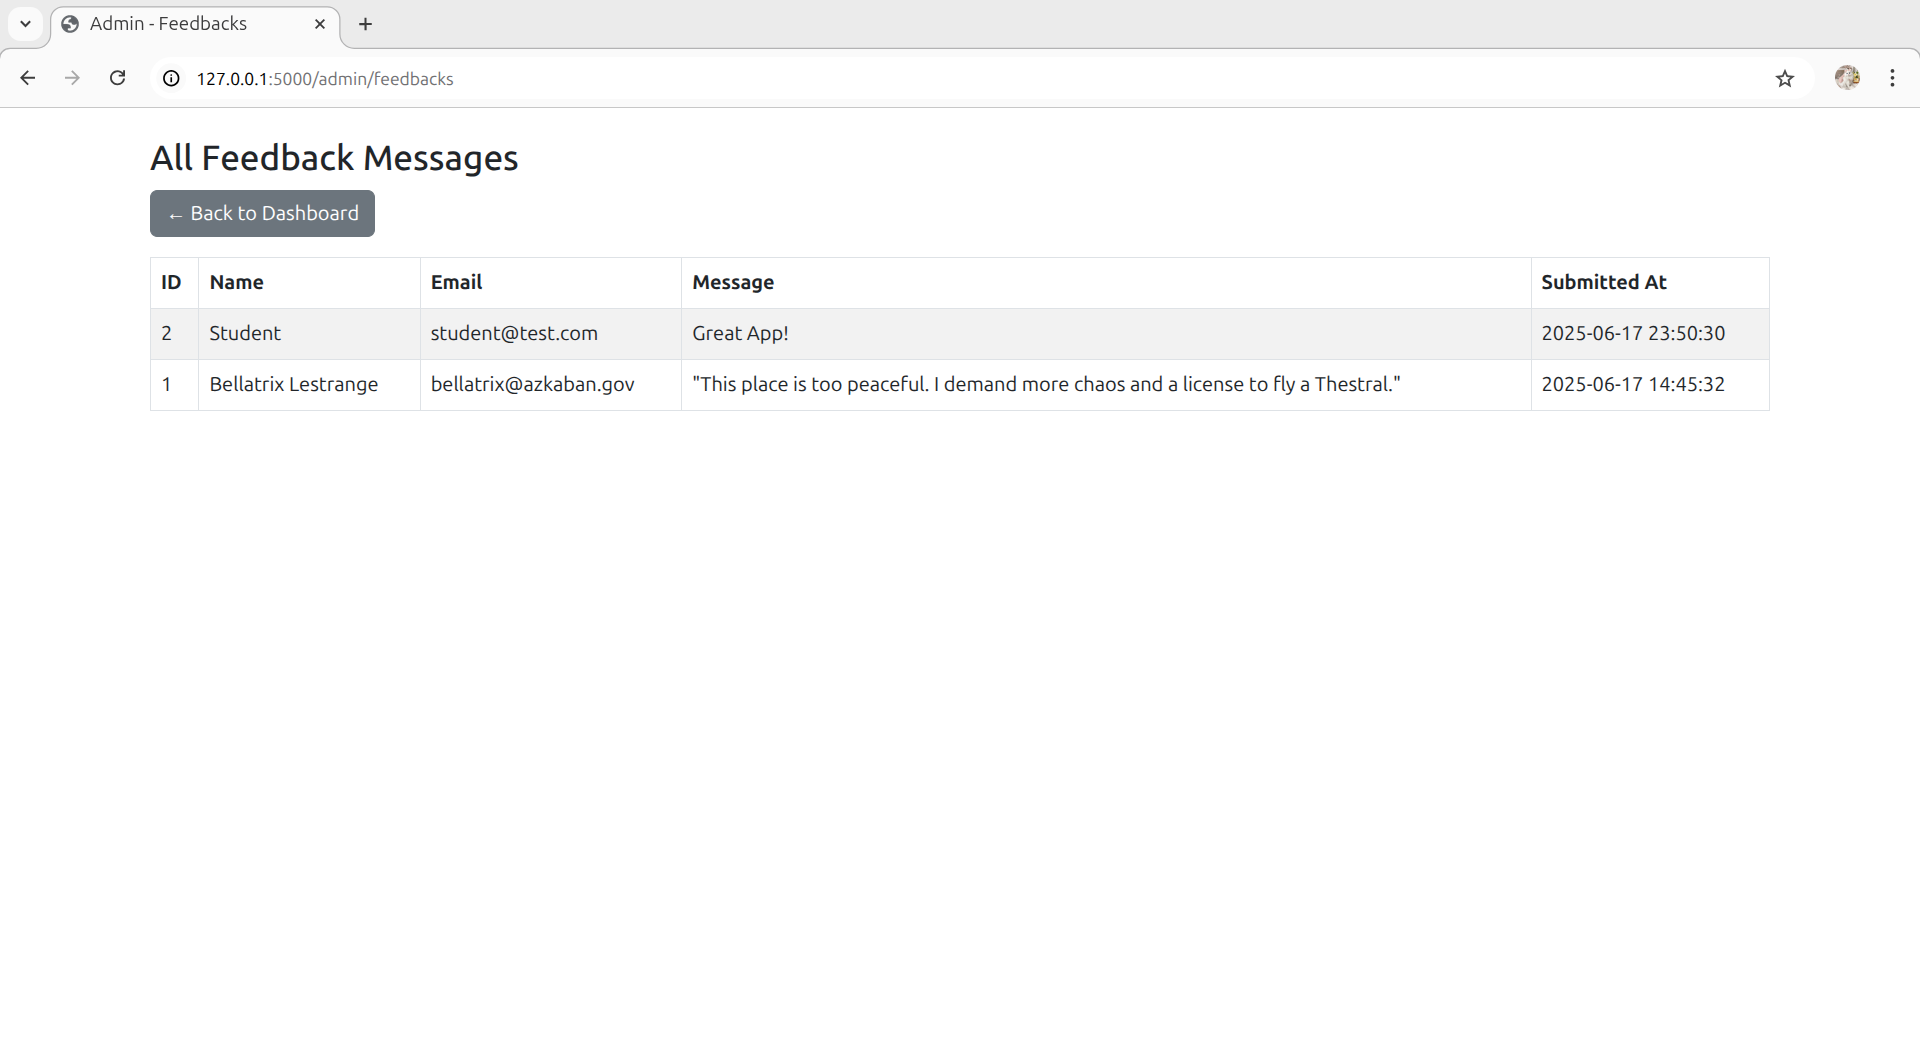 Admin - Feedbacks
127.0.0.1:5000/admin/feedbacks
All Feedback Messages
← Back to Dashboard
ID Name Email Message Submitted At
2 Student student@test.com Great App! 2025-06-17 23:50:30
1 Bellatrix Lestrange bellatrix@azkaban.gov "This place is too peaceful. I demand more chaos and a license to fly a Thestral." 2025-06-17 14:45:32